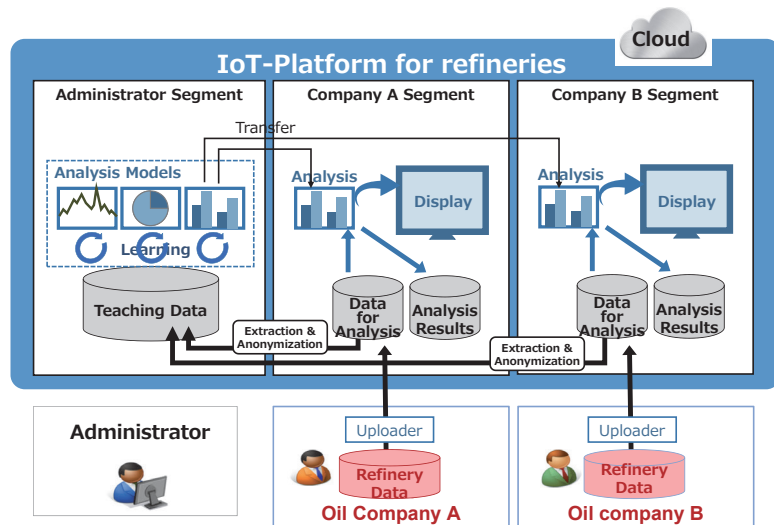 Cloud
IoT-Platform for refineries
Administrator Segment
Company A Segment
Company B Segment
Transfer
Analysis Models
Analysis
Display
Analysis
Display
Learning
Teaching Data
Data
for
Analysis
Analysis
Results
Data
for
Analysis
Analysis
Results
Extraction &
Anonymization
Extraction &
Anonymization
Administrator
Uploader
Refinery
Data
Oil Company A
Uploader
Refinery
Data
Oil company B